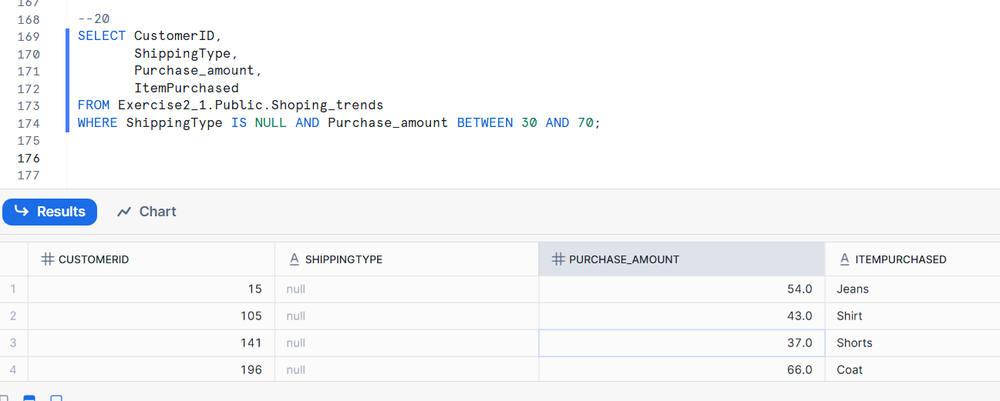 167
168 --20
169 SELECT CustomerID,
170 ShippingType,
171 Purchase_amount,
172 ItemPurchased
173 FROM Exercise2_1.Public.Shoping_trends
174 WHERE ShippingType IS NULL AND Purchase_amount BETWEEN 30 AND 70;
175
176
177
Results Chart
CUSTOMERID SHIPPINGTYPE PURCHASE_AMOUNT ITEMPURCHASED
1 15 null 54.0 Jeans
2 105 null 43.0 Shirt
3 141 null 37.0 Shorts
4 196 null 66.0 Coat